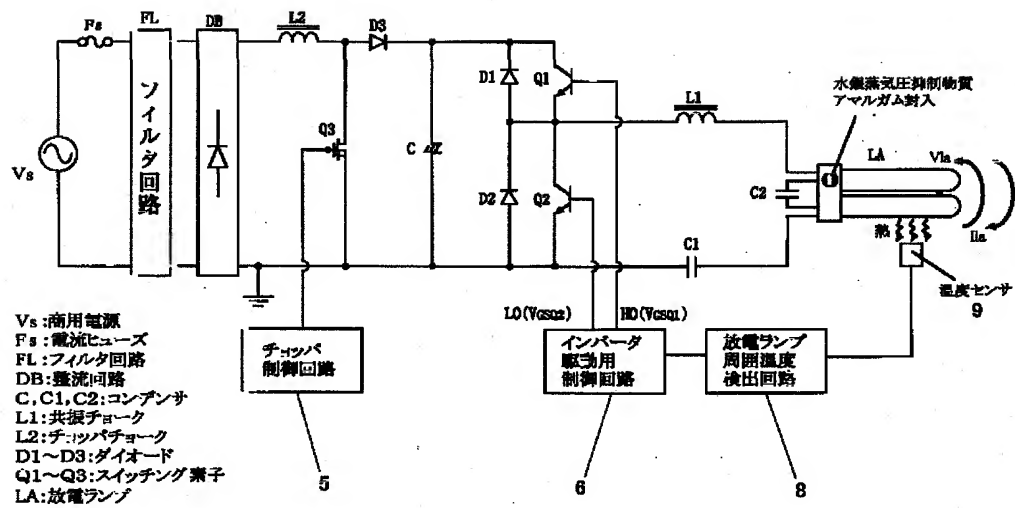 FL
L2
D3
Fs
DB
ソィルタ回路
Vs
Q3
C
D1
Q1
D2
Q2
L1
C1
C2
水銀蒸気圧抑制物質
アマルガム封入
LA
Vla
Ila
熱
温度センサ
9
LO(VGSQ2)
HO(VGSQ1)
チョッパ
制御回路
5
インバータ
駆動用
制御回路
6
放電ランプ
周囲温度
検出回路
8
Vs:商用電源
Fs:電流ヒューズ
FL:フィルタ回路
DB:整流回路
C,C1,C2:コンデンサ
L1:共振チョーク
L2:チョッパチョーク
D1～D3:ダイオード
Q1～Q3:スイッチング素子
LA:放電ランプ